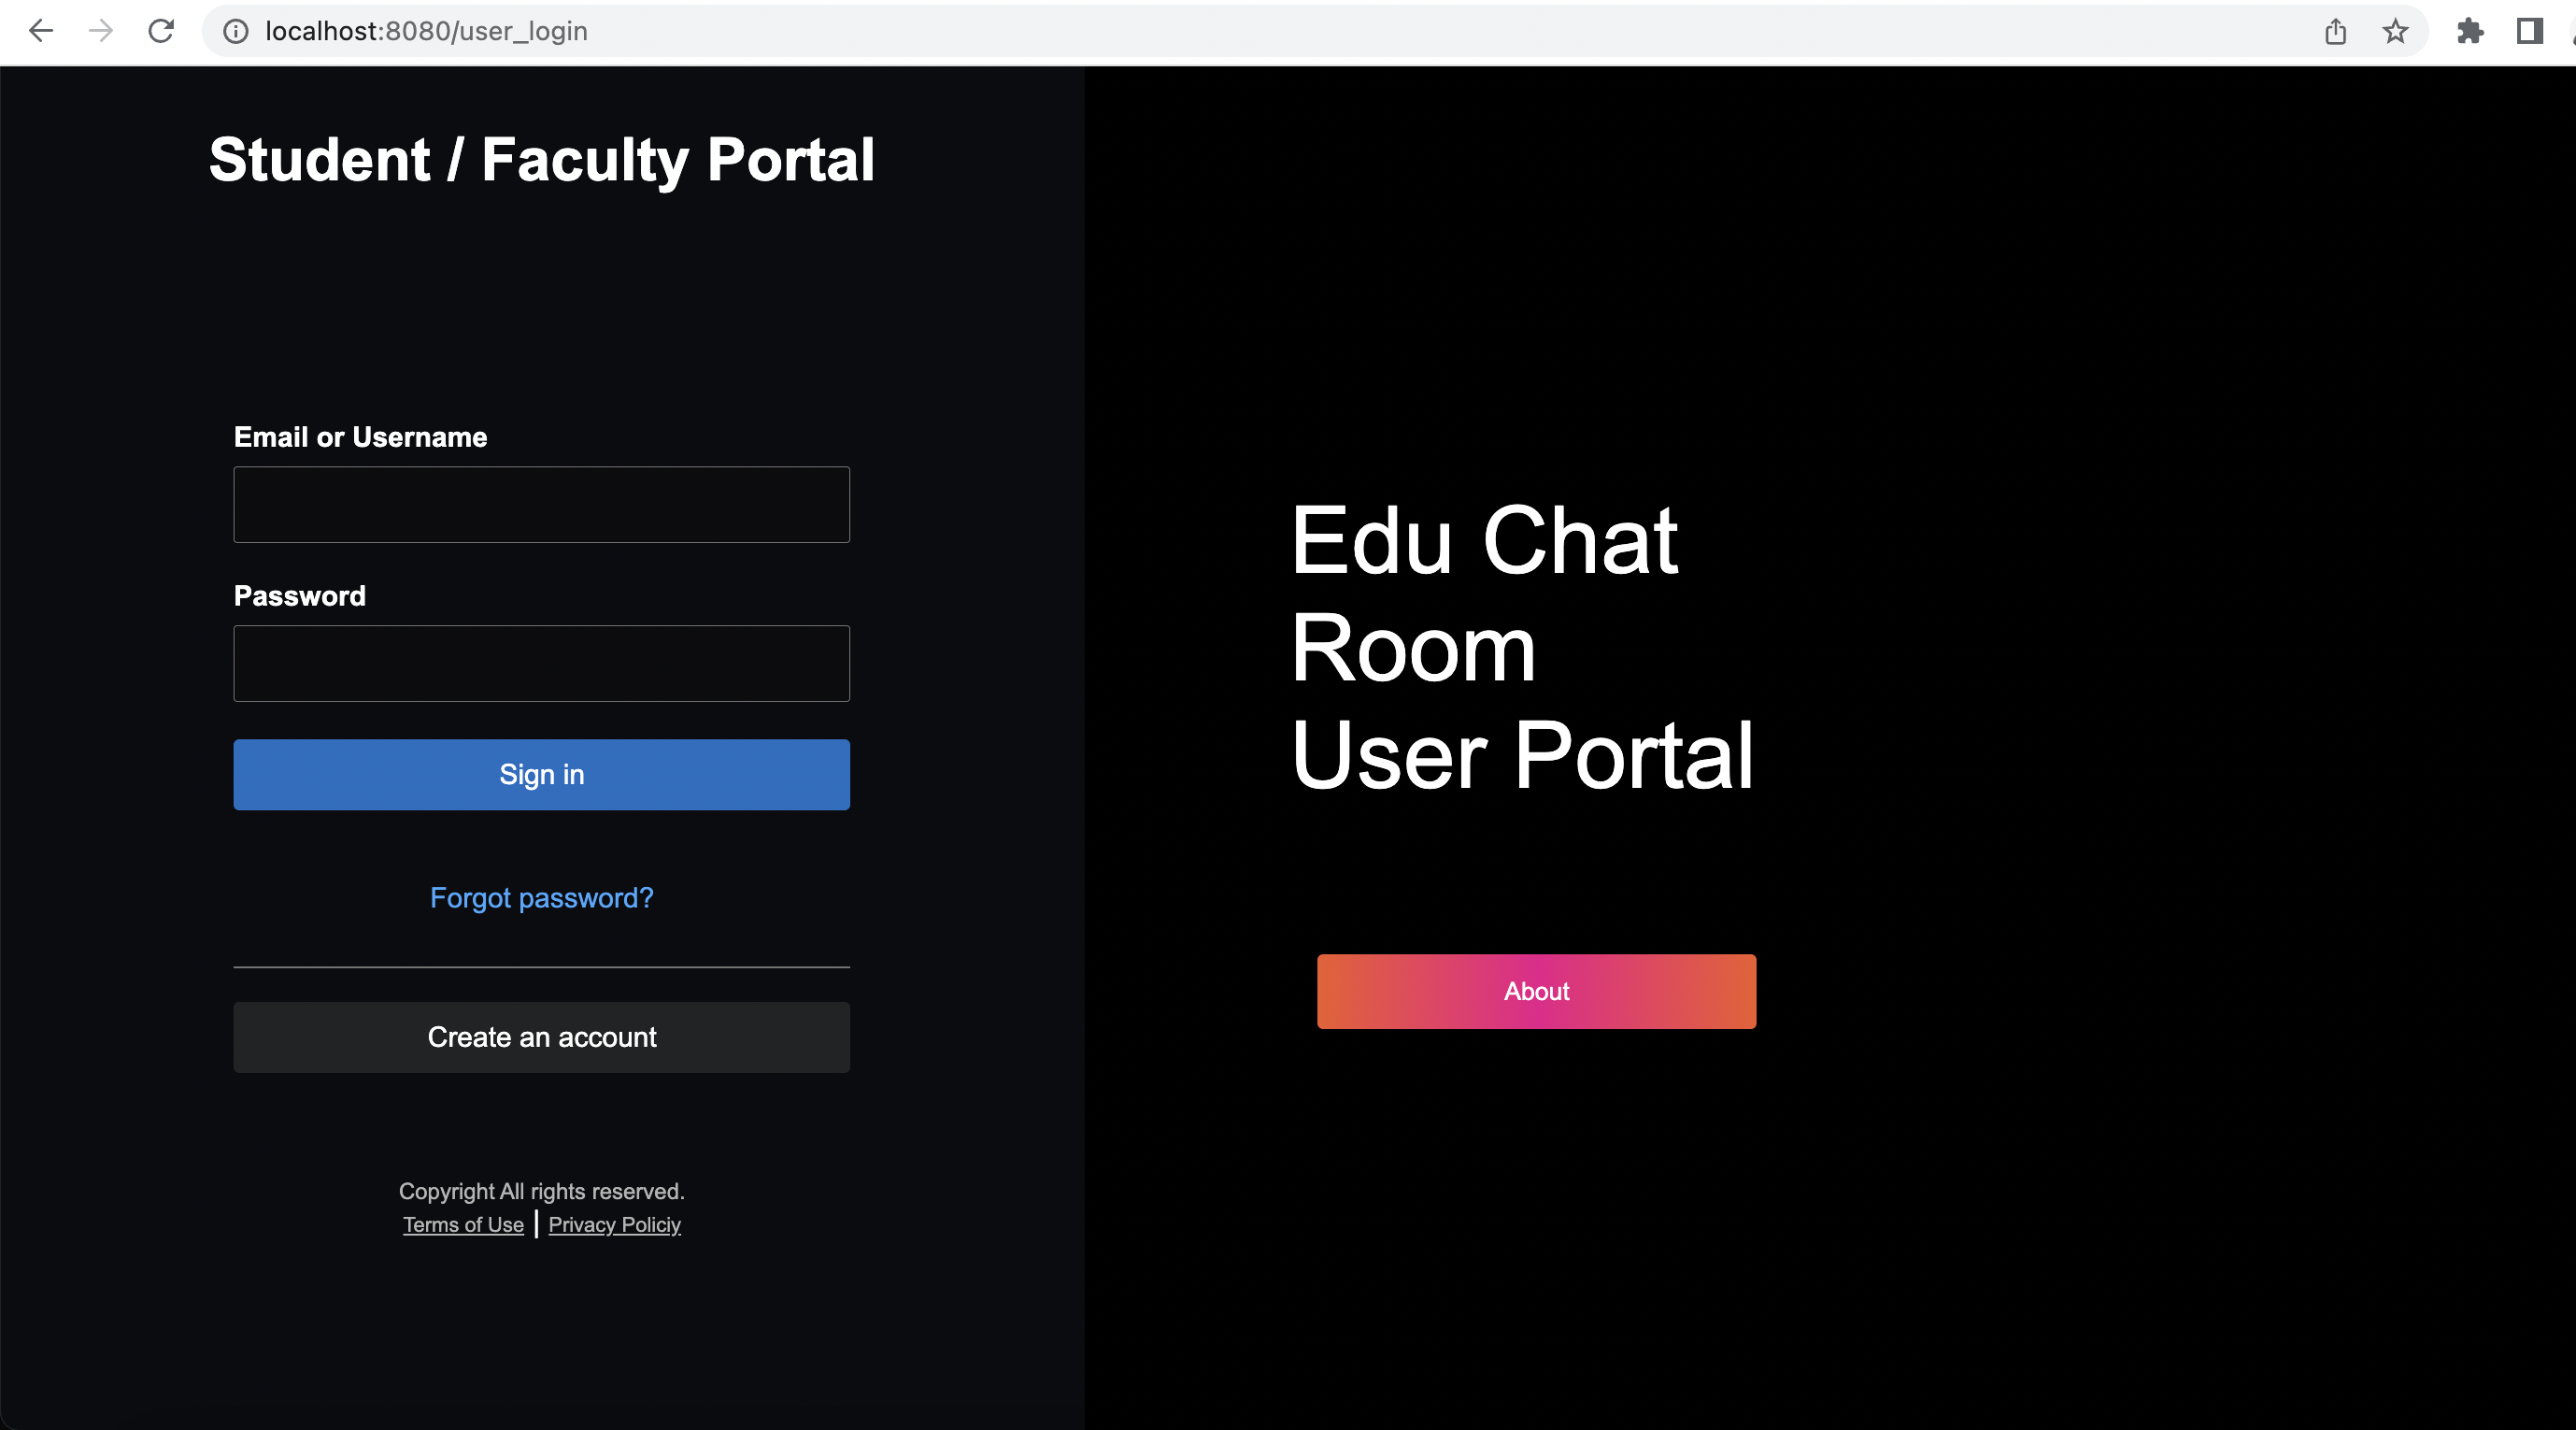 localhost:8080/user_login
Student / Faculty Portal
Email or Username
Password
Sign in
Forgot password?
Create an account
Copyright All rights reserved.
Terms of Use | Privacy Policiy
Edu Chat
Room
User Portal
About